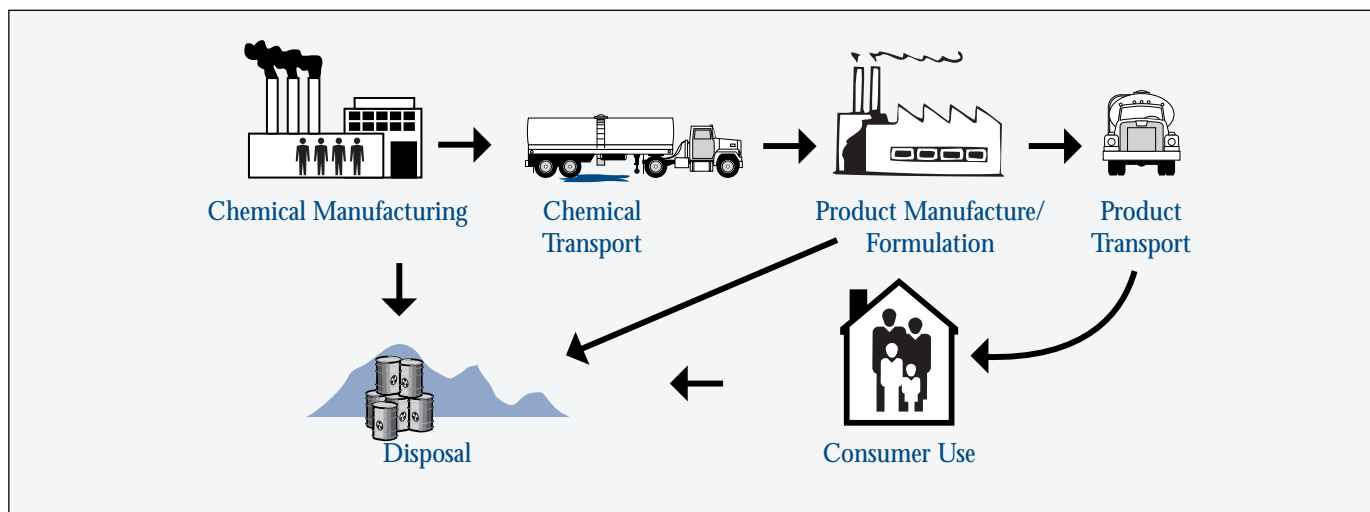 Chemical Manufacturing
Chemical
Transport
Product Manufacture/
Formulation
Product
Transport
Disposal
Consumer Use